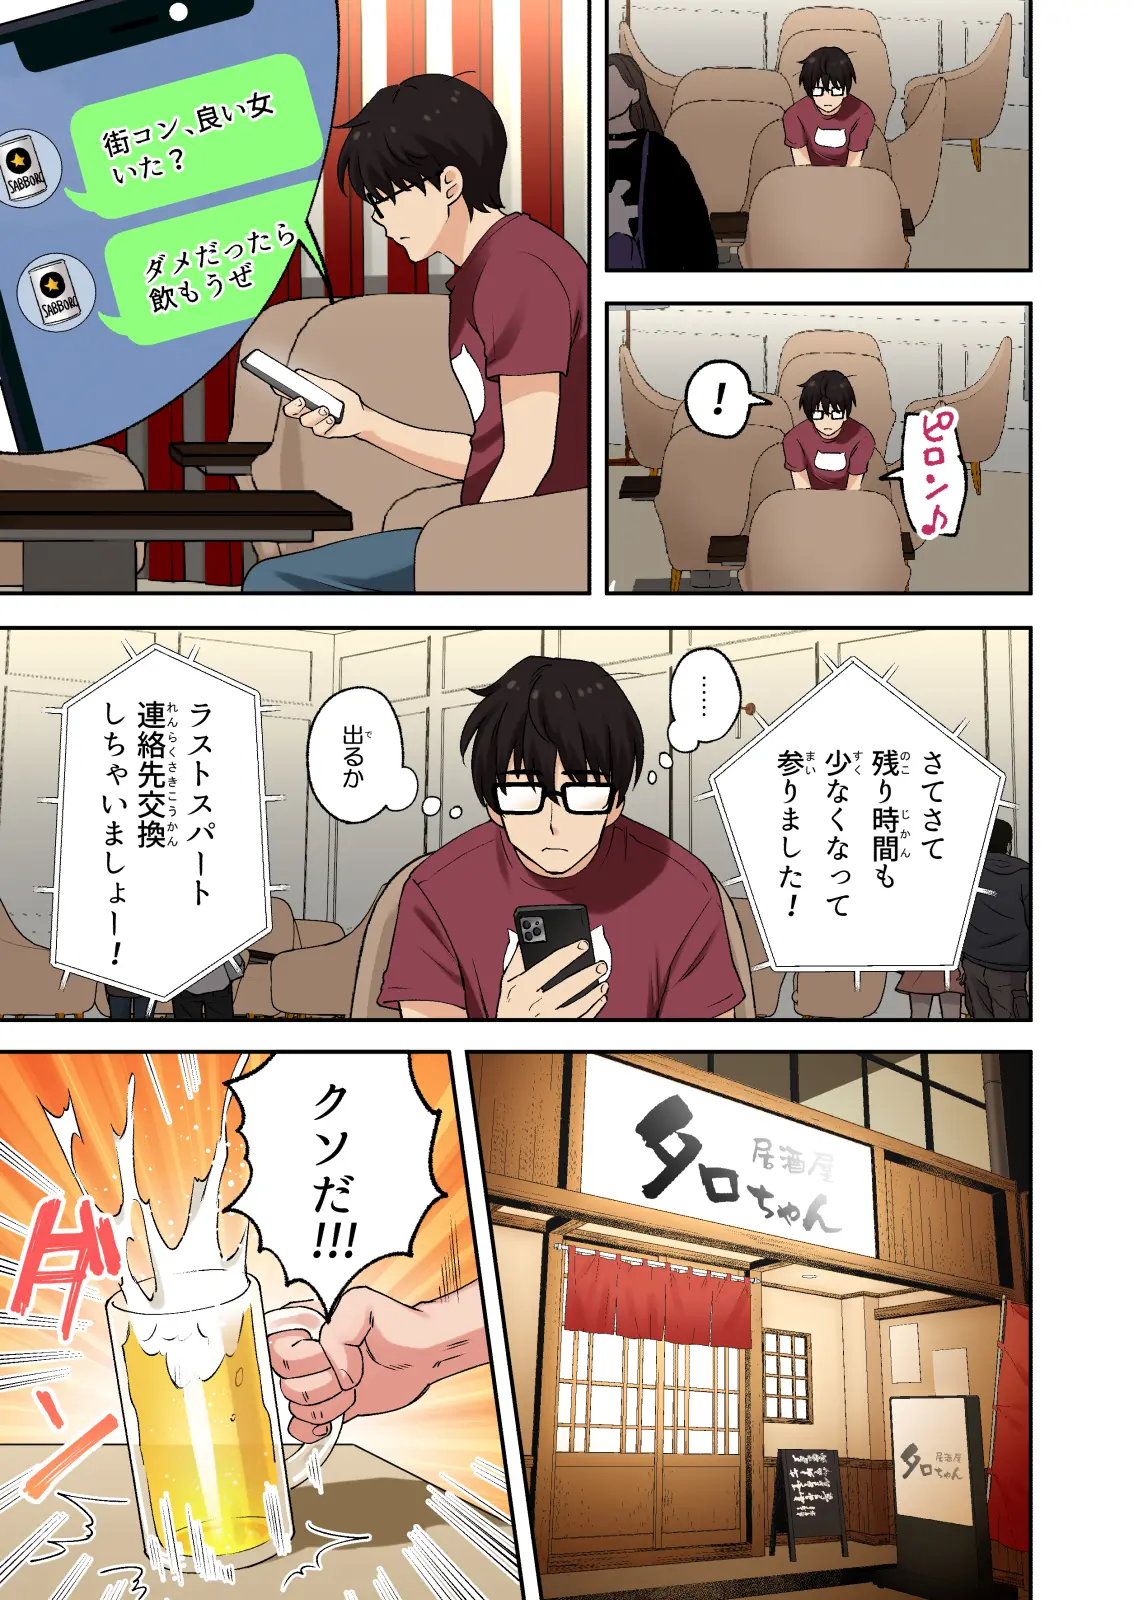 ！
ピロン♪
街コン、良い女
いた？
ダメだったら
飲もうぜ
SABBORO
SABBORO
さてさて
残り時間も
少なくなって
参りました！
……
出るか
ラストスパート
連絡先交換
しちゃいましょー！
居酒屋
タロちゃん
居酒屋
タロちゃん
クソだ!!!
ダン